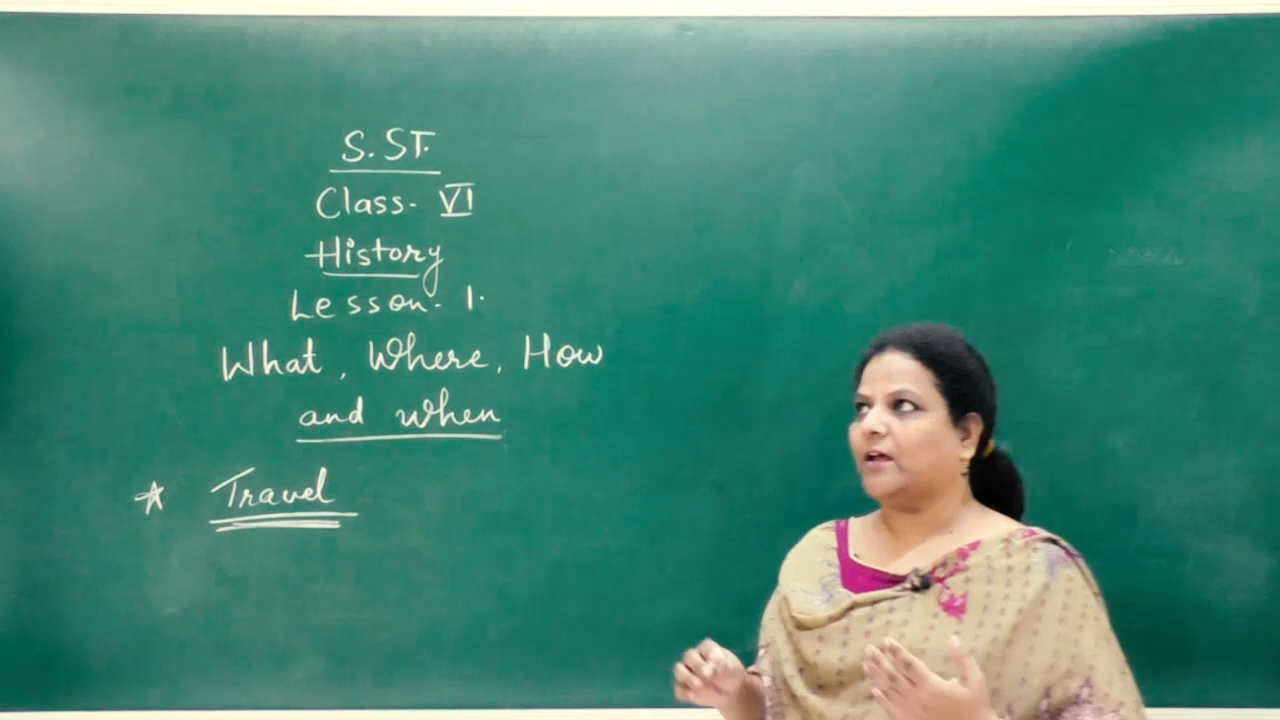 S.ST.
Class- VI
History
Lesson- 1.
What, Where, How
and when
* Travel